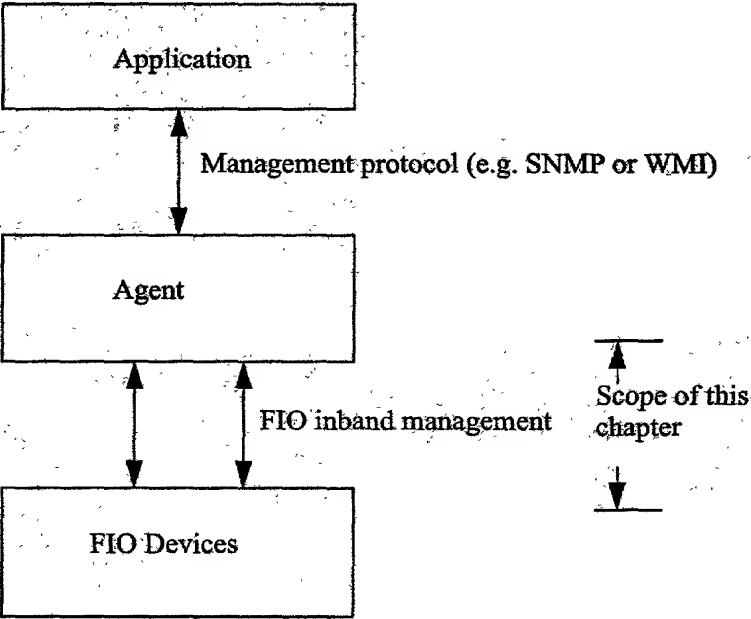 Application
Management protocol (e.g. SNMP or WMI)
Agent
FIO inband management
Scope of this
chapter
FIO Devices